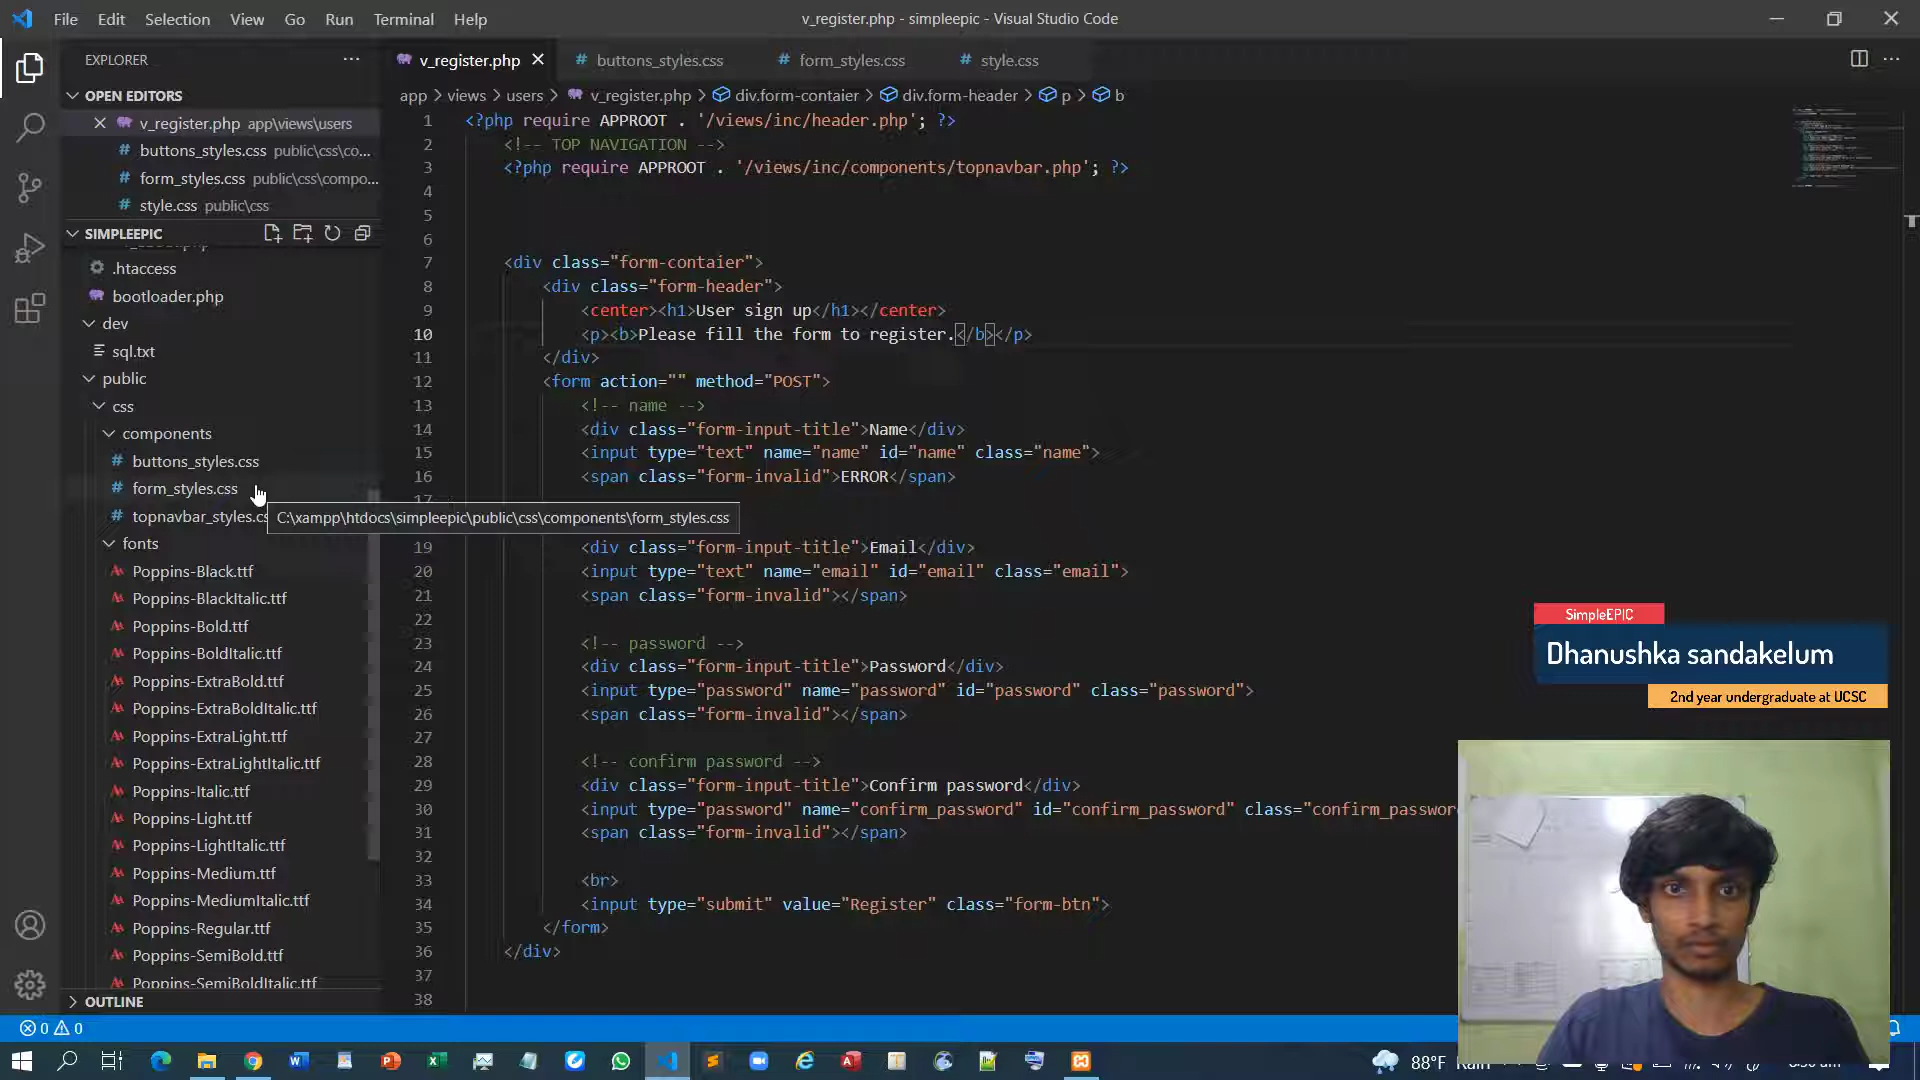 File Edit Selection View Go Run Terminal Help
v_register.php - simpleepic - Visual Studio Code
EXPLORER
OPEN EDITORS
v_register.php app\views\users
buttons_styles.css public\css\co...
form_styles.css public\css\compo...
style.css public\css
SIMPLEEPIC
.htaccess
bootloader.php
dev
sql.txt
public
css
components
buttons_styles.css
form_styles.css
topnavbar_styles.cs
C:\xampp\htdocs\simpleepic\public\css\components\form_styles.css
fonts
Poppins-Black.ttf
Poppins-BlackItalic.ttf
Poppins-Bold.ttf
Poppins-BoldItalic.ttf
Poppins-ExtraBold.ttf
Poppins-ExtraBoldItalic.ttf
Poppins-ExtraLight.ttf
Poppins-ExtraLightItalic.ttf
Poppins-Italic.ttf
Poppins-Light.ttf
Poppins-LightItalic.ttf
Poppins-Medium.ttf
Poppins-MediumItalic.ttf
Poppins-Regular.ttf
Poppins-SemiBold.ttf
Poppins-SemiBoldItalic.ttf
OUTLINE
v_register.php buttons_styles.css form_styles.css style.css
app > views > users > v_register.php > div.form-contaier > div.form-header > p > b
1 <?php require APPROOT . '/views/inc/header.php'; ?>
2 <!-- TOP NAVIGATION -->
3 <?php require APPROOT . '/views/inc/components/topnavbar.php'; ?>
4
5
6
7 <div class="form-contaier">
8 <div class="form-header">
9 <center><h1>User sign up</h1></center>
10 <p><b>Please fill the form to register.</b></p>
11 </div>
12 <form action="" method="POST">
13 <!-- name -->
14 <div class="form-input-title">Name</div>
15 <input type="text" name="name" id="name" class="name">
16 <span class="form-invalid">ERROR</span>
19 <div class="form-input-title">Email</div>
20 <input type="text" name="email" id="email" class="email">
21 <span class="form-invalid"></span>
22
23 <!-- password -->
24 <div class="form-input-title">Password</div>
25 <input type="password" name="password" id="password" class="password">
26 <span class="form-invalid"></span>
27
28 <!-- confirm password -->
29 <div class="form-input-title">Confirm password</div>
30 <input type="password" name="confirm_password" id="confirm_password" class="confirm_passwor
31 <span class="form-invalid"></span>
32
33 <br>
34 <input type="submit" value="Register" class="form-btn">
35 </form>
36 </div>
37
38
SimpleEPIC
Dhanushka sandakelum
2nd year undergraduate at UCSC
0 0
88°F Rain